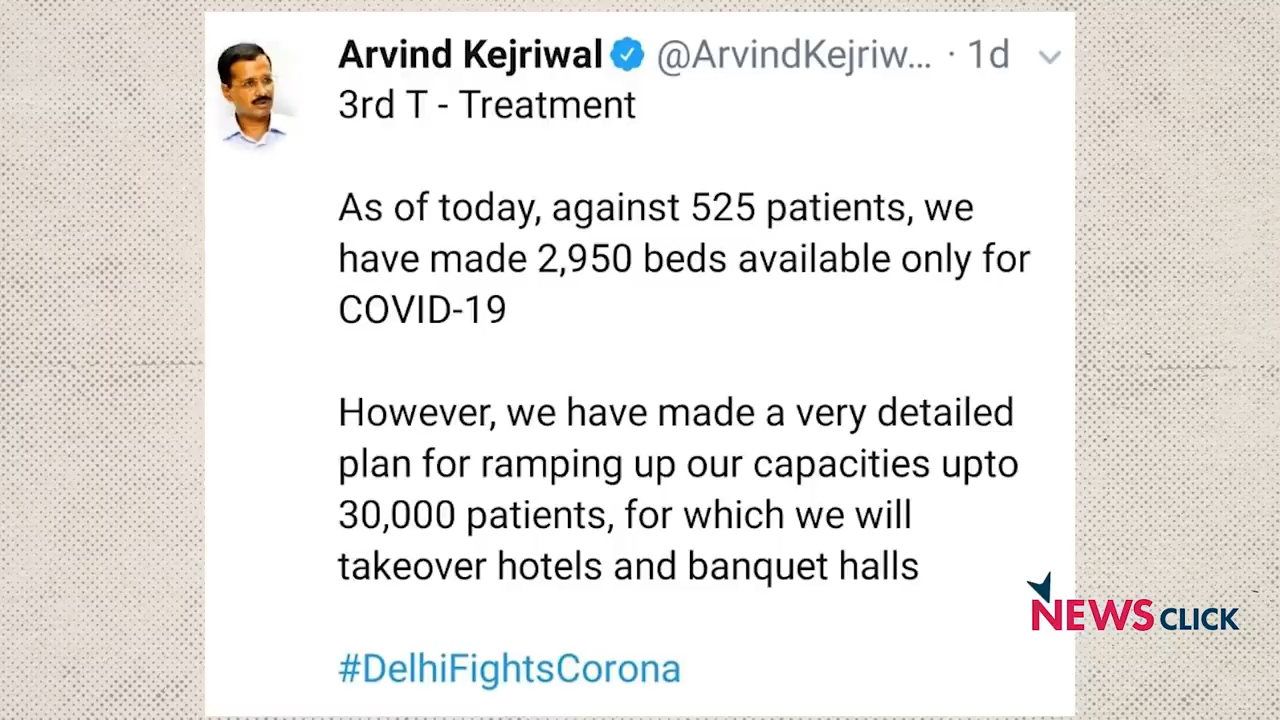 Arvind Kejriwal @ArvindKejriw... · 1d
3rd T - Treatment
As of today, against 525 patients, we
have made 2,950 beds available only for
COVID-19
However, we have made a very detailed
plan for ramping up our capacities upto
30,000 patients, for which we will
takeover hotels and banquet halls
NEWSCLICK
#DelhiFightsCorona